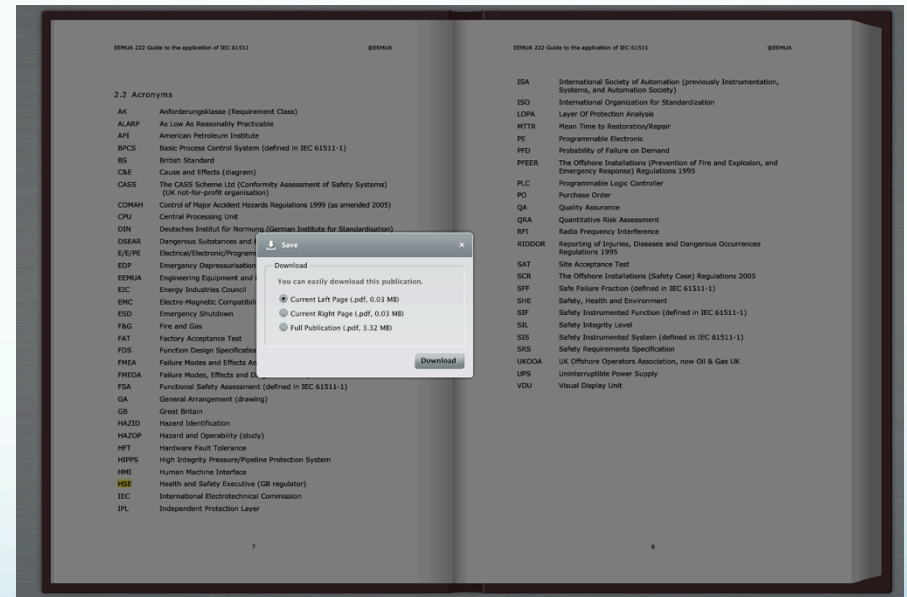 EEMUA 222 Guide to the application of IEC 61511 ©EEMUA
2.2 Acronyms
AK Anforderungsklasse (Requirement Class)
ALARP As Low As Reasonably Practicable
API American Petroleum Institute
BPCS Basic Process Control System (defined in IEC 61511-1)
BS British Standard
C&E Cause and Effects (diagram)
CASS The CASS Scheme Ltd (Conformity Assessment of Safety Systems)
(UK not-for-profit organisation)
COMAH Control of Major Accident Hazards Regulations 1999 (as amended 2005)
CPU Central Processing Unit
DIN Deutsches Institut für Normung (German Institute for Standardisation)
DSEAR Dangerous Substances and
E/E/PE Electrical/Electronic/Program
EDP Emergency Depressurisation
EEMUA Engineering Equipment and
EIC Energy Industries Council
EMC Electro-Magnetic Compatibil
ESD Emergency Shutdown
F&G Fire and Gas
FAT Factory Acceptance Test
FDS Function Design Specification
FMEA Failure Modes and Effects An
FMEDA Failure Modes, Effects and D
FSA Functional Safety Assessment (defined in IEC 61511-1)
GA General Arrangement (drawing)
GB Great Britain
HAZID Hazard Identification
HAZOP Hazard and Operability (study)
HFT Hardware Fault Tolerance
HIPPS High Integrity Pressure/Pipeline Protection System
HMI Human Machine Interface
HSE Health and Safety Executive (GB regulator)
IEC International Electrotechnical Commission
IPL Independent Protection Layer
7
Save
Download
You can easily download this publication.
Current Left Page (.pdf, 0.03 MB)
Current Right Page (.pdf, 0.03 MB)
Full Publication (.pdf, 3.32 MB)
Download
EEMUA 222 Guide to the application of IEC 61511 ©EEMUA
ISA International Society of Automation (previously Instrumentation,
Systems, and Automation Society)
ISO International Organization for Standardization
LOPA Layer Of Protection Analysis
MTTR Mean Time to Restoration/Repair
PE Programmable Electronic
PFD Probability of Failure on Demand
PFEER The Offshore Installations (Prevention of Fire and Explosion, and
Emergency Response) Regulations 1995
PLC Programmable Logic Controller
PO Purchase Order
QA Quality Assurance
QRA Quantitative Risk Assessment
RFI Radio Frequency Interference
RIDDOR Reporting of Injuries, Diseases and Dangerous Occurrences
Regulations 1995
SAT Site Acceptance Test
SCR The Offshore Installations (Safety Case) Regulations 2005
SFF Safe Failure Fraction (defined in IEC 61511-1)
SHE Safety, Health and Environment
SIF Safety Instrumented Function (defined in IEC 61511-1)
SIL Safety Integrity Level
SIS Safety Instrumented System (defined in IEC 61511-1)
SRS Safety Requirements Specification
UKOOA UK Offshore Operators Association, now Oil & Gas UK
UPS Uninterruptible Power Supply
VDU Visual Display Unit
8